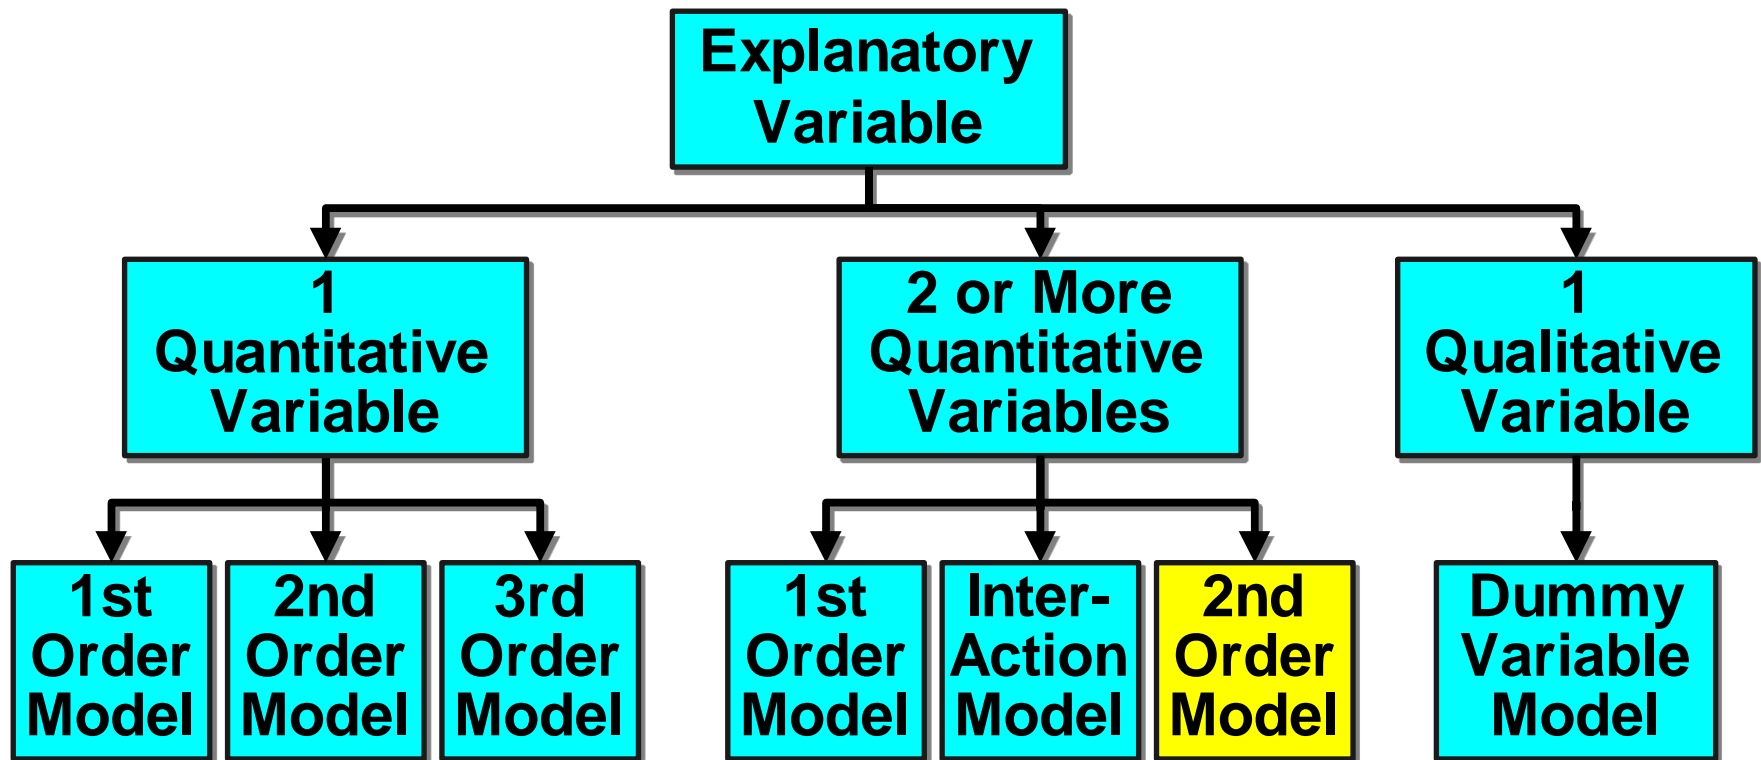 Explanatory
Variable
1
Quantitative
Variable
2 or More
Quantitative
Variables
1
Qualitative
Variable
1st
Order
Model
2nd
Order
Model
3rd
Order
Model
1st
Order
Model
Inter-
Action
Model
2nd
Order
Model
Dummy
Variable
Model